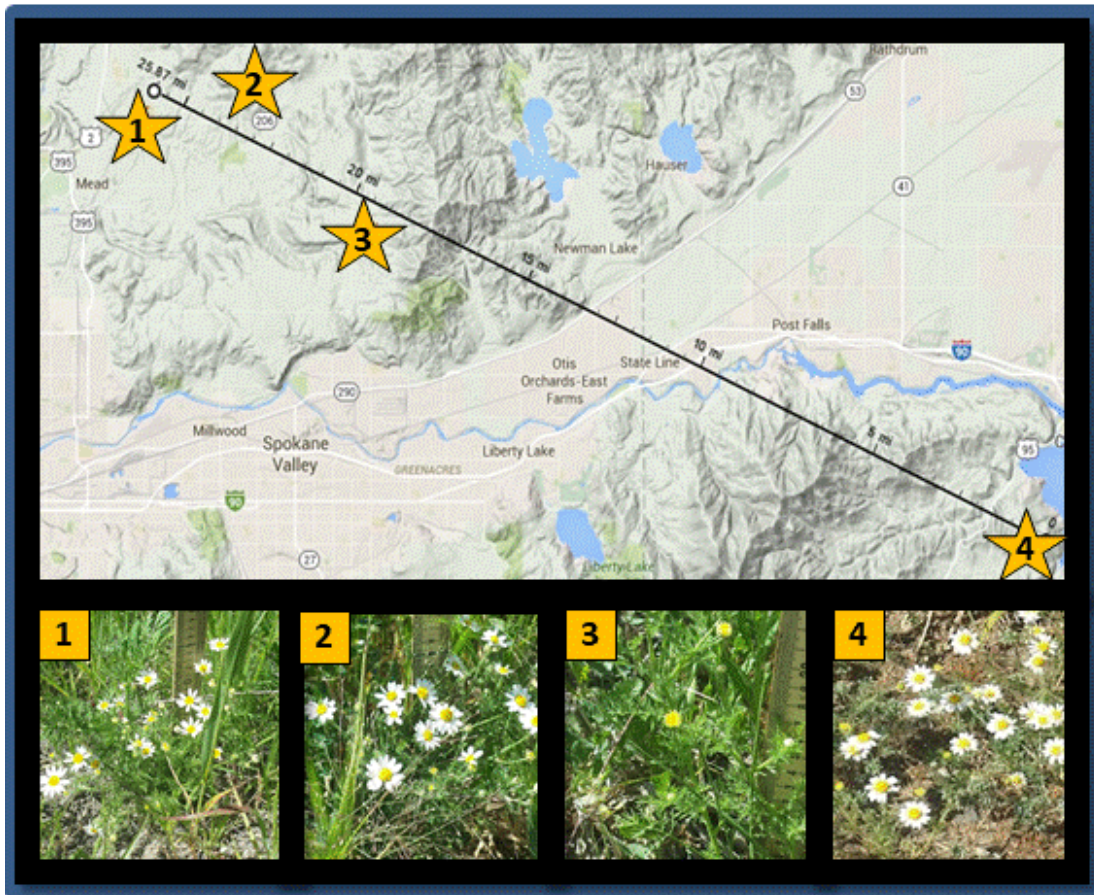 Rathdrum
25.87 mi
2
53
1
206
2
Hauser
395
20 mi
41
Mead
395
3
Newman Lake
15 mi
Post Falls
10 mi
State Line
90
Otis
Orchards-East
Farms
290
Millwood
5 mi
Spokane
Valley
Liberty Lake
95
C
GREENACRES
90
0
4
27
Liberty Lake
1
2
3
4